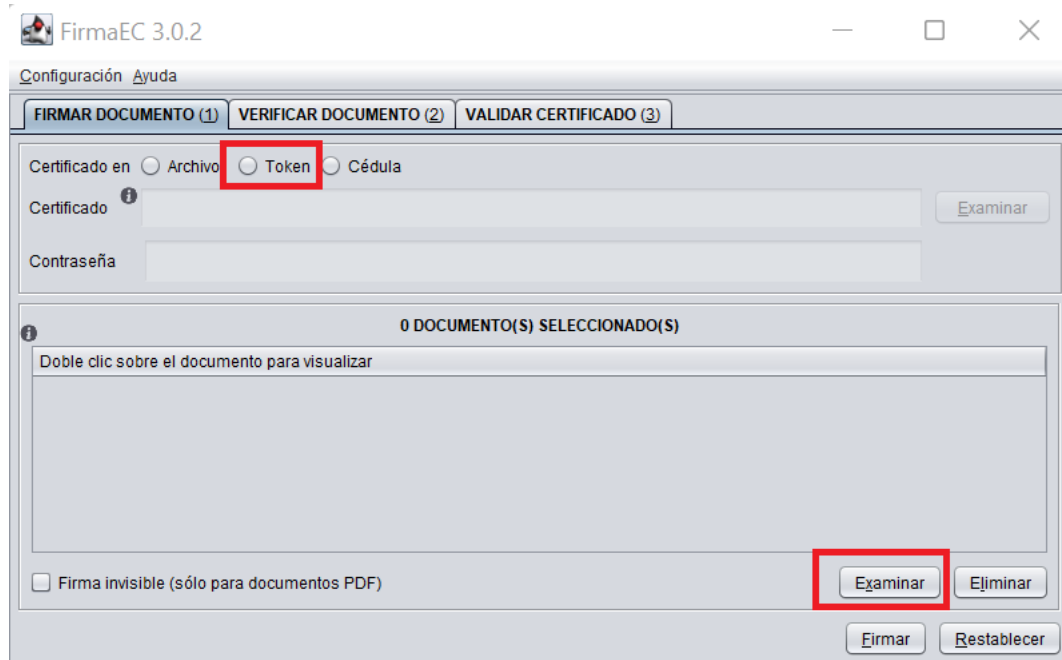 FirmaEC 3.0.2
Configuración Ayuda
FIRMAR DOCUMENTO (1) VERIFICAR DOCUMENTO (2) VALIDAR CERTIFICADO (3)
Certificado en Archivo Token Cédula
Certificado Examinar
Contraseña
0 DOCUMENTO(S) SELECCIONADO(S)
Doble clic sobre el documento para visualizar
Firma invisible (sólo para documentos PDF) Examinar Eliminar
Firmar Restablecer